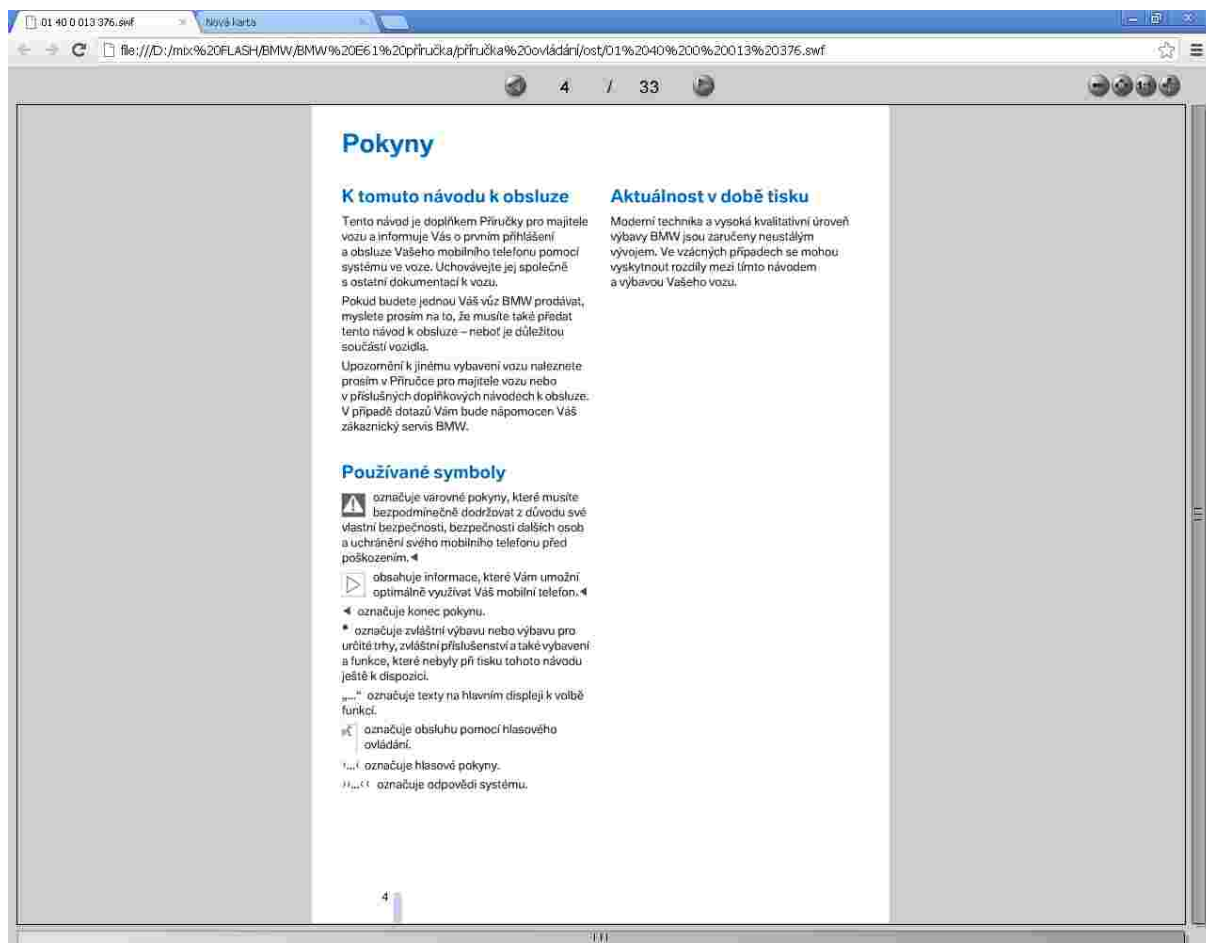 01 40 0 013 376.swf
Nová karta
file:///D:/mix%20FLASH/BMW/BMW%20E61%20příručka/příručka%20ovládání/ost/01%2040%200%20013%20376.swf
4 / 33
Pokyny
K tomuto návodu k obsluze
Tento návod je doplňkem Příručky pro majitele
vozu a informuje Vás o prvním přihlášení
a obsluze Vašeho mobilního telefonu pomocí
systému ve voze. Uchovávejte jej společně
s ostatní dokumentací k vozu.
Pokud budete jednou Váš vůz BMW prodávat,
myslete prosím na to, že musíte také předat
tento návod k obsluze – neboť je důležitou
součástí vozidla.
Upozornění k jinému vybavení vozu naleznete
prosím v Příručce pro majitele vozu nebo
v příslušných doplňkových návodech k obsluze.
V případě dotazů Vám bude nápomocen Váš
zákaznický servis BMW.
Používané symboly
označuje varovné pokyny, které musíte
bezpodmínečně dodržovat z důvodu své
vlastní bezpečnosti, bezpečnosti dalších osob
a uchránění svého mobilního telefonu před
poškozením.◄
obsahuje informace, které Vám umožní
optimálně využívat Váš mobilní telefon.◄
◄ označuje konec pokynu.
* označuje zvláštní výbavu nebo výbavu pro
určité trhy, zvláštní příslušenství a také vybavení
a funkce, které nebyly při tisku tohoto návodu
ještě k dispozici.
„...“ označuje texty na hlavním displeji k volbě
funkcí.
označuje obsluhu pomocí hlasového
ovládání.
›...‹ označuje hlasové pokyny.
››...‹‹ označuje odpovědi systému.
Aktuálnost v době tisku
Moderní technika a vysoká kvalitativní úroveň
výbavy BMW jsou zaručeny neustálým
vývojem. Ve vzácných případech se mohou
vyskytnout rozdíly mezi tímto návodem
a výbavou Vašeho vozu.
4